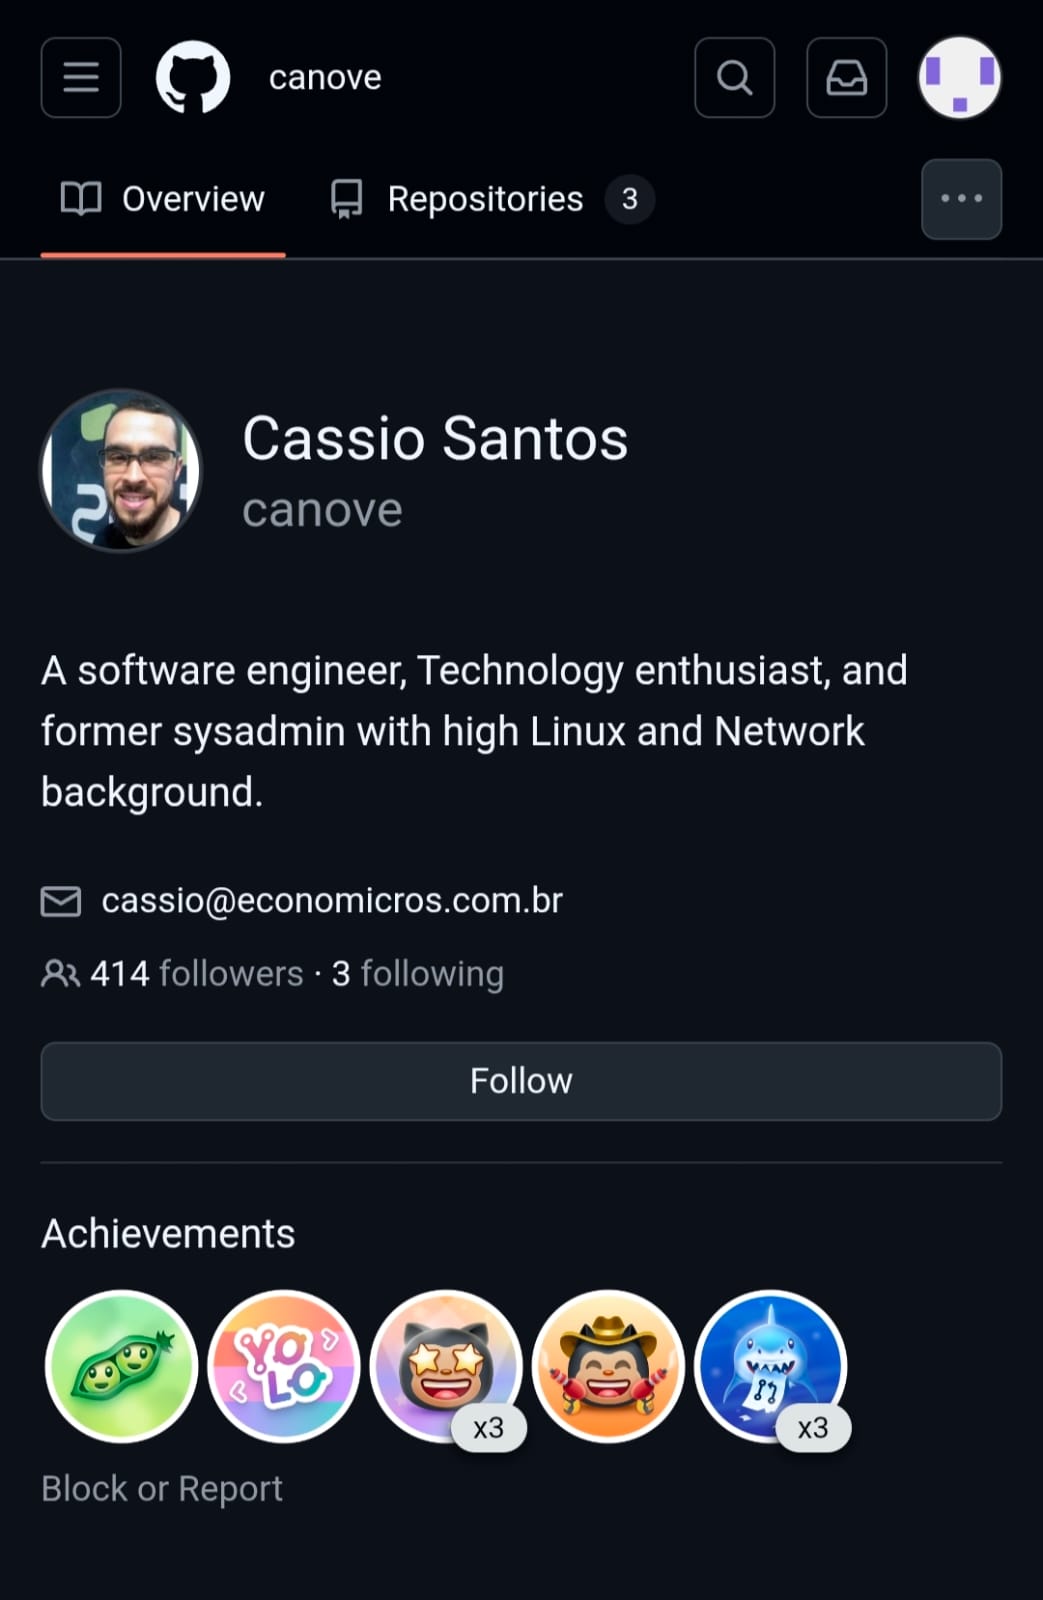 canove
Overview
Repositories 3
Cassio Santos
canove
A software engineer, Technology enthusiast, and
former sysadmin with high Linux and Network
background.
cassio@economicros.com.br
414 followers · 3 following
Follow
Achievements
YOLO
x3
x3
Block or Report